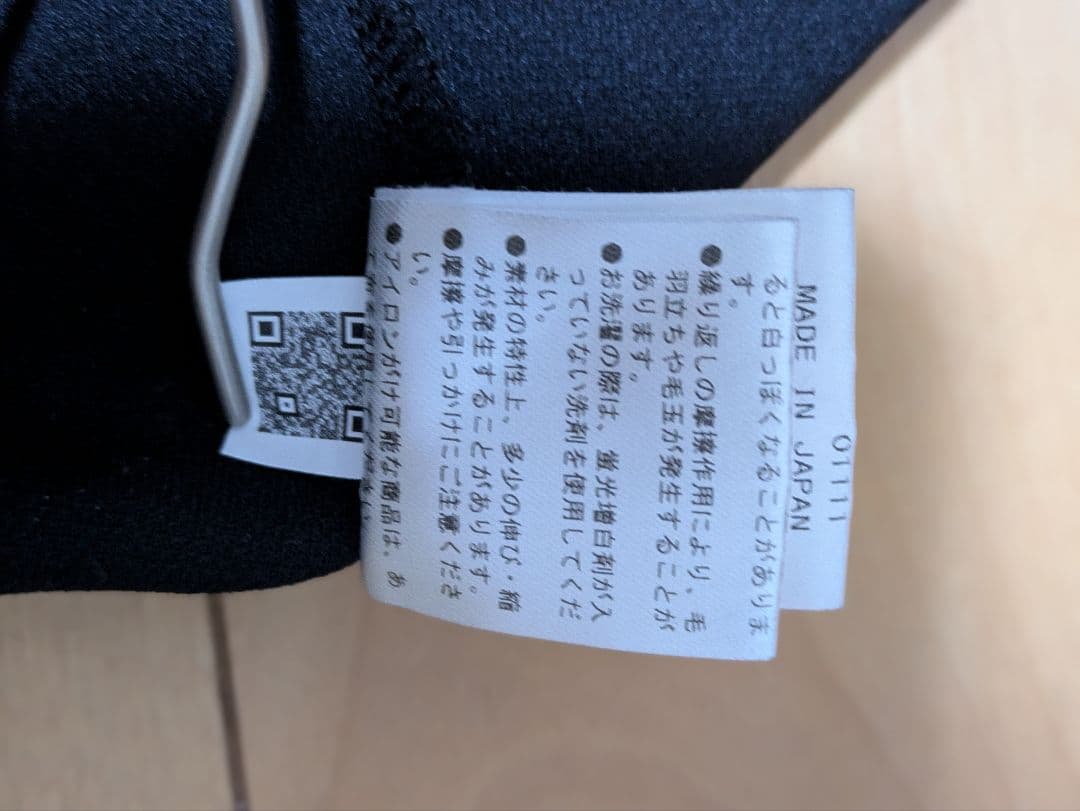 MADE IN JAPAN
01111
ると白っぽくなることがありま
す。
●繰り返しの摩擦作用により、毛
羽立ちや毛玉が発生することが
あります。
●お洗濯の際は、蛍光増白剤が入
っていない洗剤を使用してくだ
さい。
●素材の特性上、多少の伸び・縮
みが発生することがあります。
●摩擦や引っかけにご注意くださ
い。
●アイロンがけ可能な商品は、あ